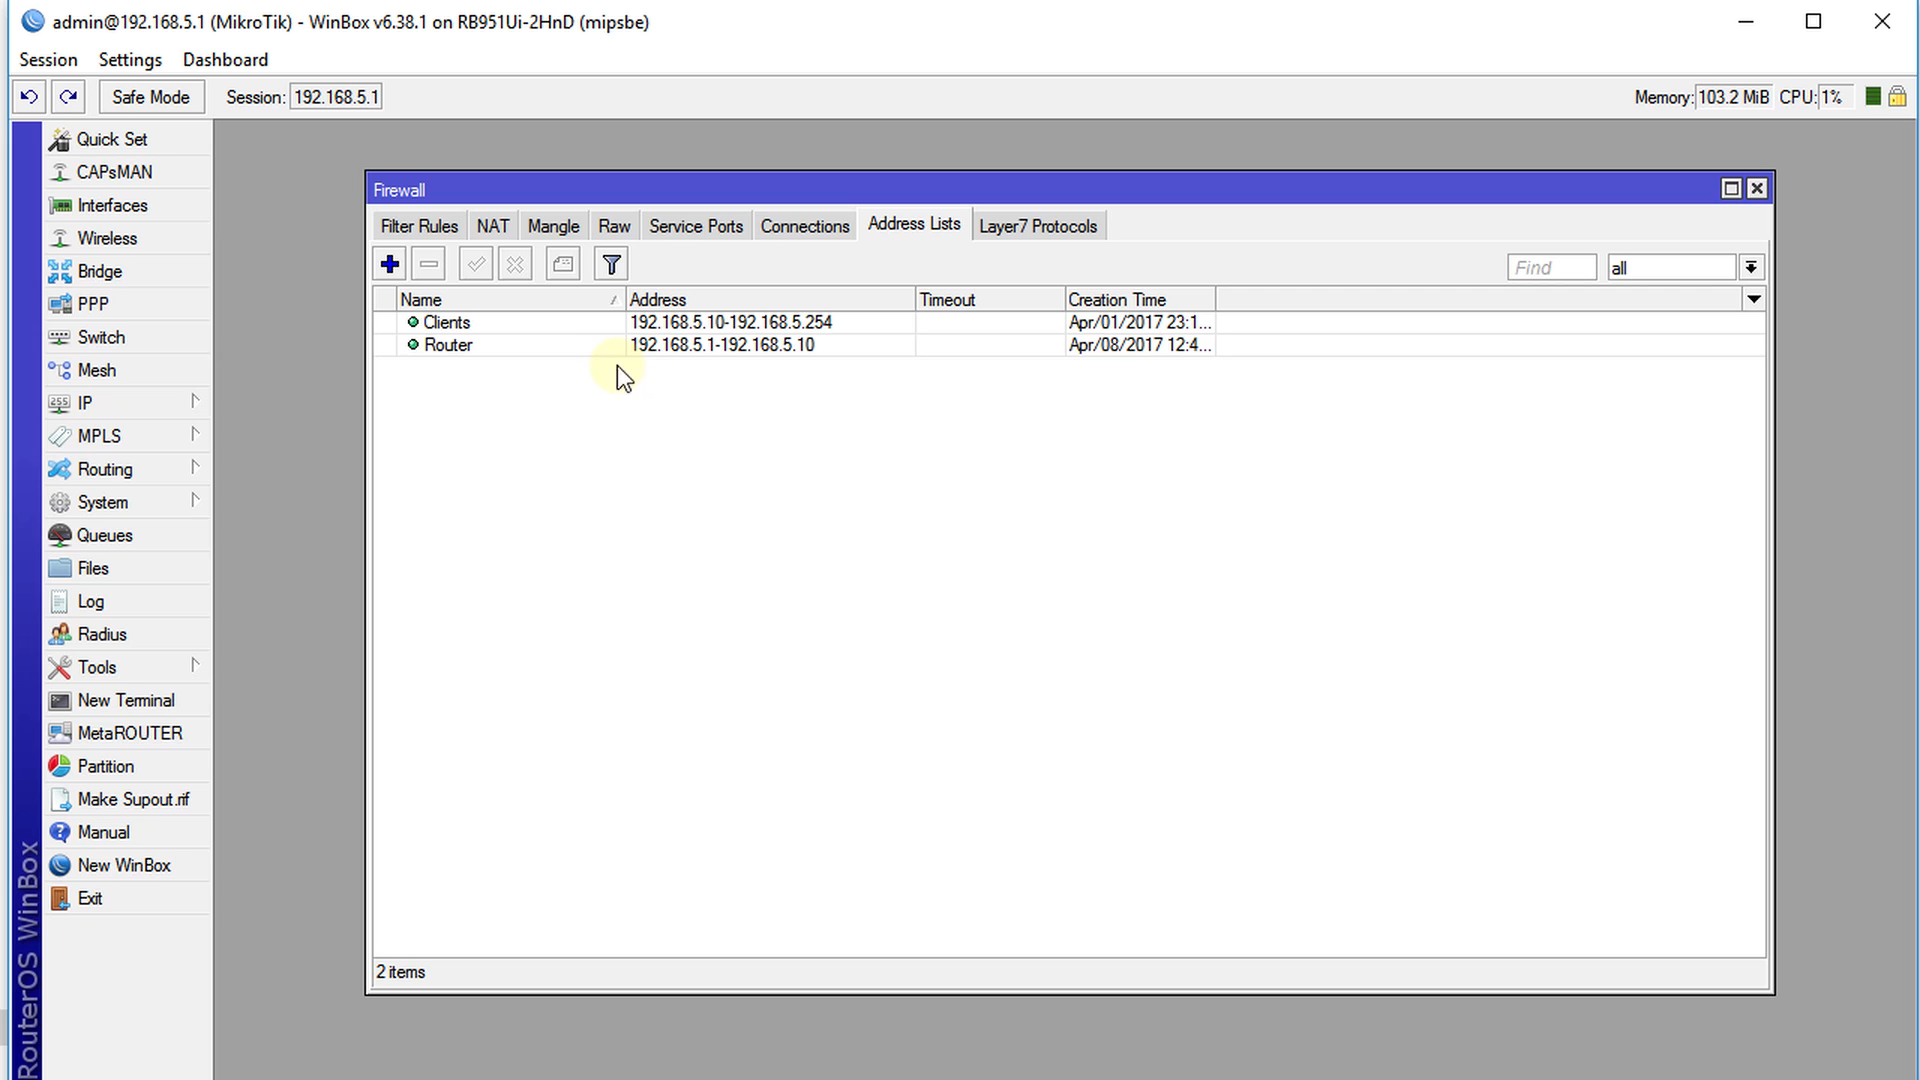 admin@192.168.5.1 (MikroTik) - WinBox v6.38.1 on RB951Ui-2HnD (mipsbe)
Session Settings Dashboard
Safe Mode Session: 192.168.5.1 Memory: 103.2 MiB CPU: 1%
Quick Set
CAPsMAN
Interfaces
Wireless
Bridge
PPP
Switch
Mesh
255 IP
MPLS
Routing
System
Queues
Files
Log
Radius
Tools
New Terminal
MetaROUTER
Partition
Make Supout.rif
Manual
New WinBox
Exit
RouterOS WinBox
Firewall
Filter Rules NAT Mangle Raw Service Ports Connections Address Lists Layer7 Protocols
Find all
Name Address Timeout Creation Time
Clients 192.168.5.10-192.168.5.254 Apr/01/2017 23:1...
Router 192.168.5.1-192.168.5.10 Apr/08/2017 12:4...
2 items